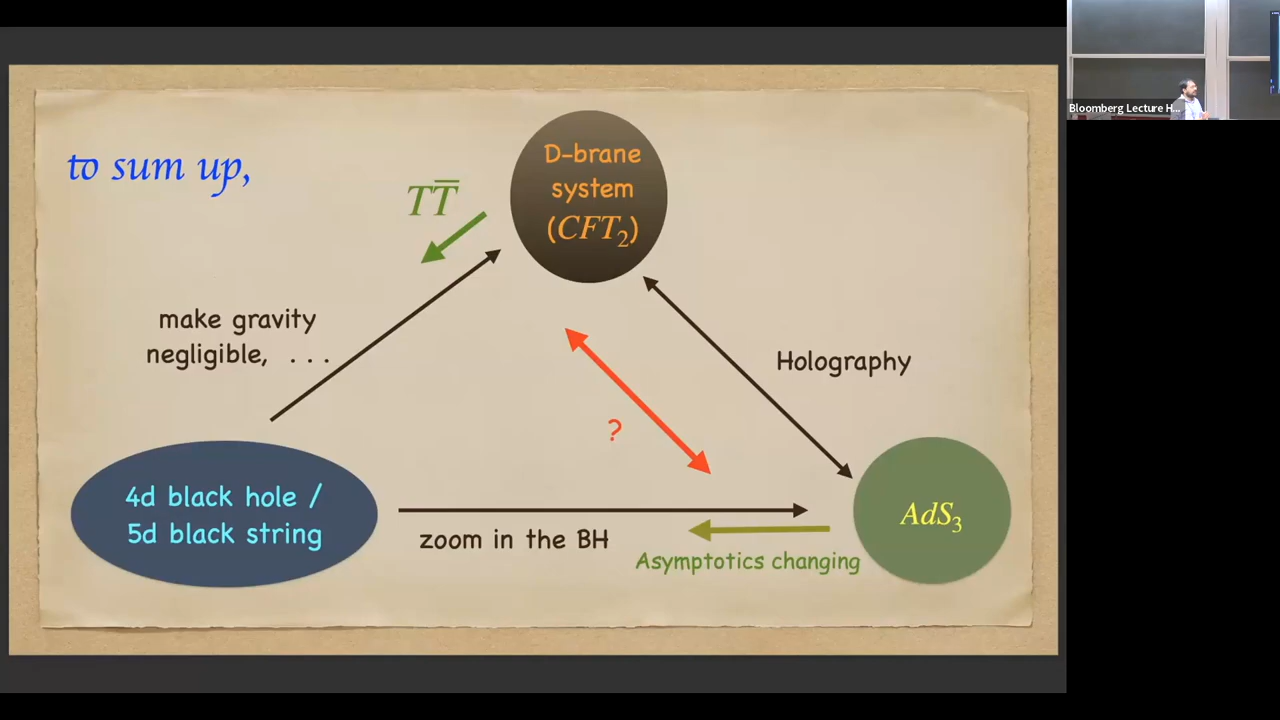 to sum up,
D-brane
system
(CFT₂)
TT̅
make gravity
negligible, . . .
Holography
?
4d black hole /
5d black string
AdS₃
zoom in the BH
Asymptotics changing
Bloomberg Lecture H...